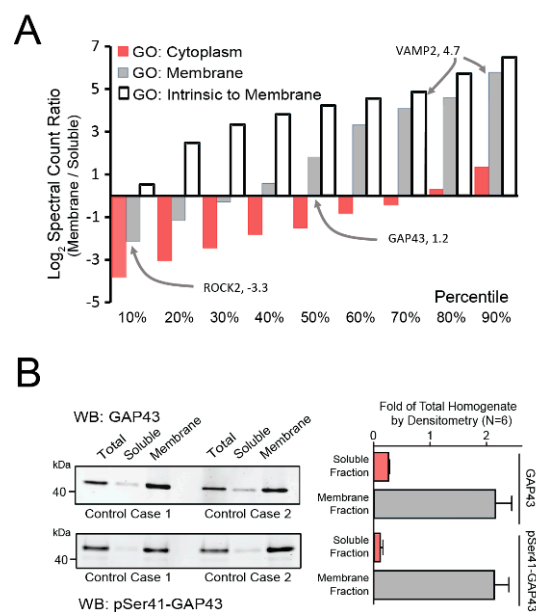 A
Log2 Spectral Count Ratio
(Membrane / Soluble)
7
5
3
1
-1
-3
-5
GO: Cytoplasm
GO: Membrane
GO: Intrinsic to Membrane
VAMP2, 4.7
GAP43, 1.2
ROCK2, -3.3
Percentile
10% 20% 30% 40% 50% 60% 70% 80% 90%
B
WB: GAP43
Total Soluble Membrane Total Soluble Membrane
kDa
40
Control Case 1 Control Case 2
kDa
50
Control Case 1 Control Case 2
WB: pSer41-GAP43
Fold of Total Homogenate
by Densitometry (N=6)
0 1 2
Soluble
Fraction
Membrane
Fraction
GAP43
Soluble
Fraction
Membrane
Fraction
pSer41-GAP43